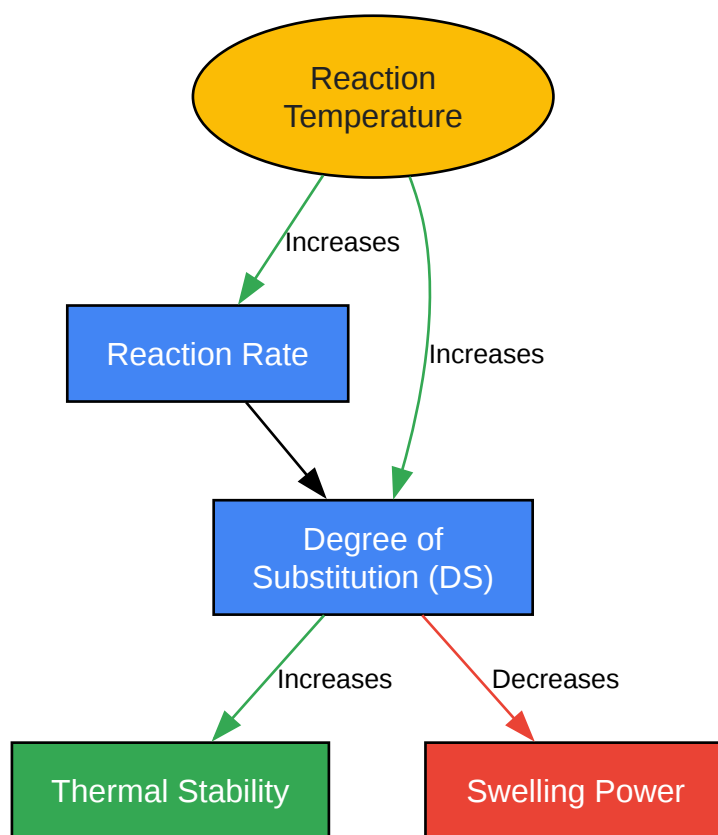 Reaction
Temperature
Increases
Reaction Rate
Increases
Degree of
Substitution (DS)
Increases
Decreases
Thermal Stability
Swelling Power